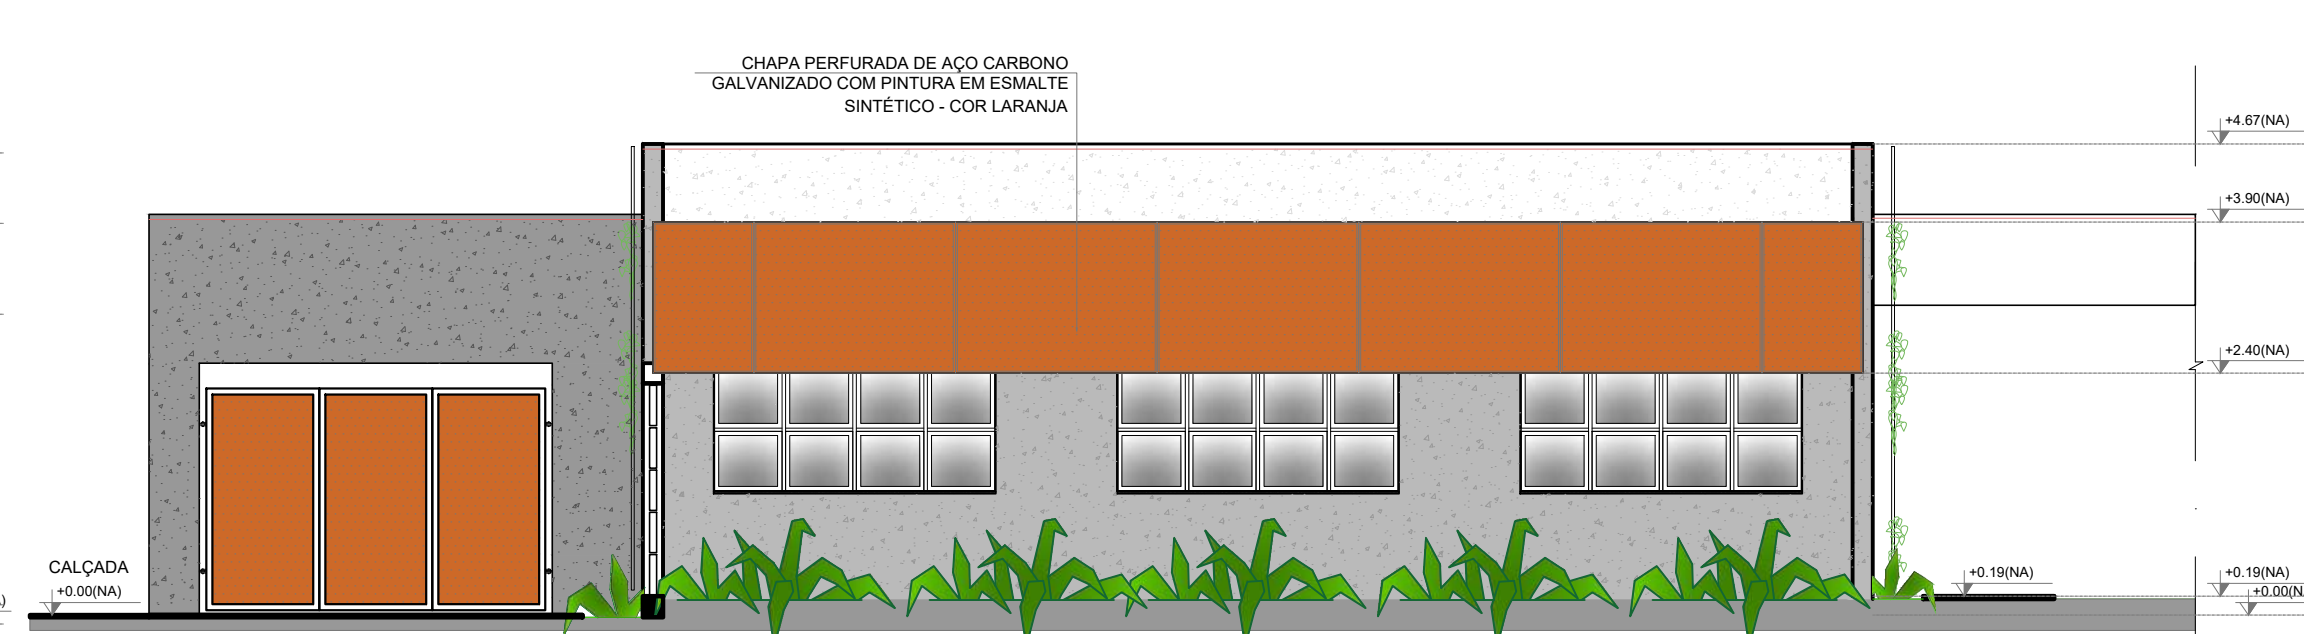 CHAPA PERFURADA DE AÇO CARBONO
GALVANIZADO COM PINTURA EM ESMALTE
SINTÉTICO - COR LARANJA
+4.67(NA)
+3.90(NA)
+2.40(NA)
CALÇADA
+0.00(NA)
+0.19(NA)
+0.19(NA)